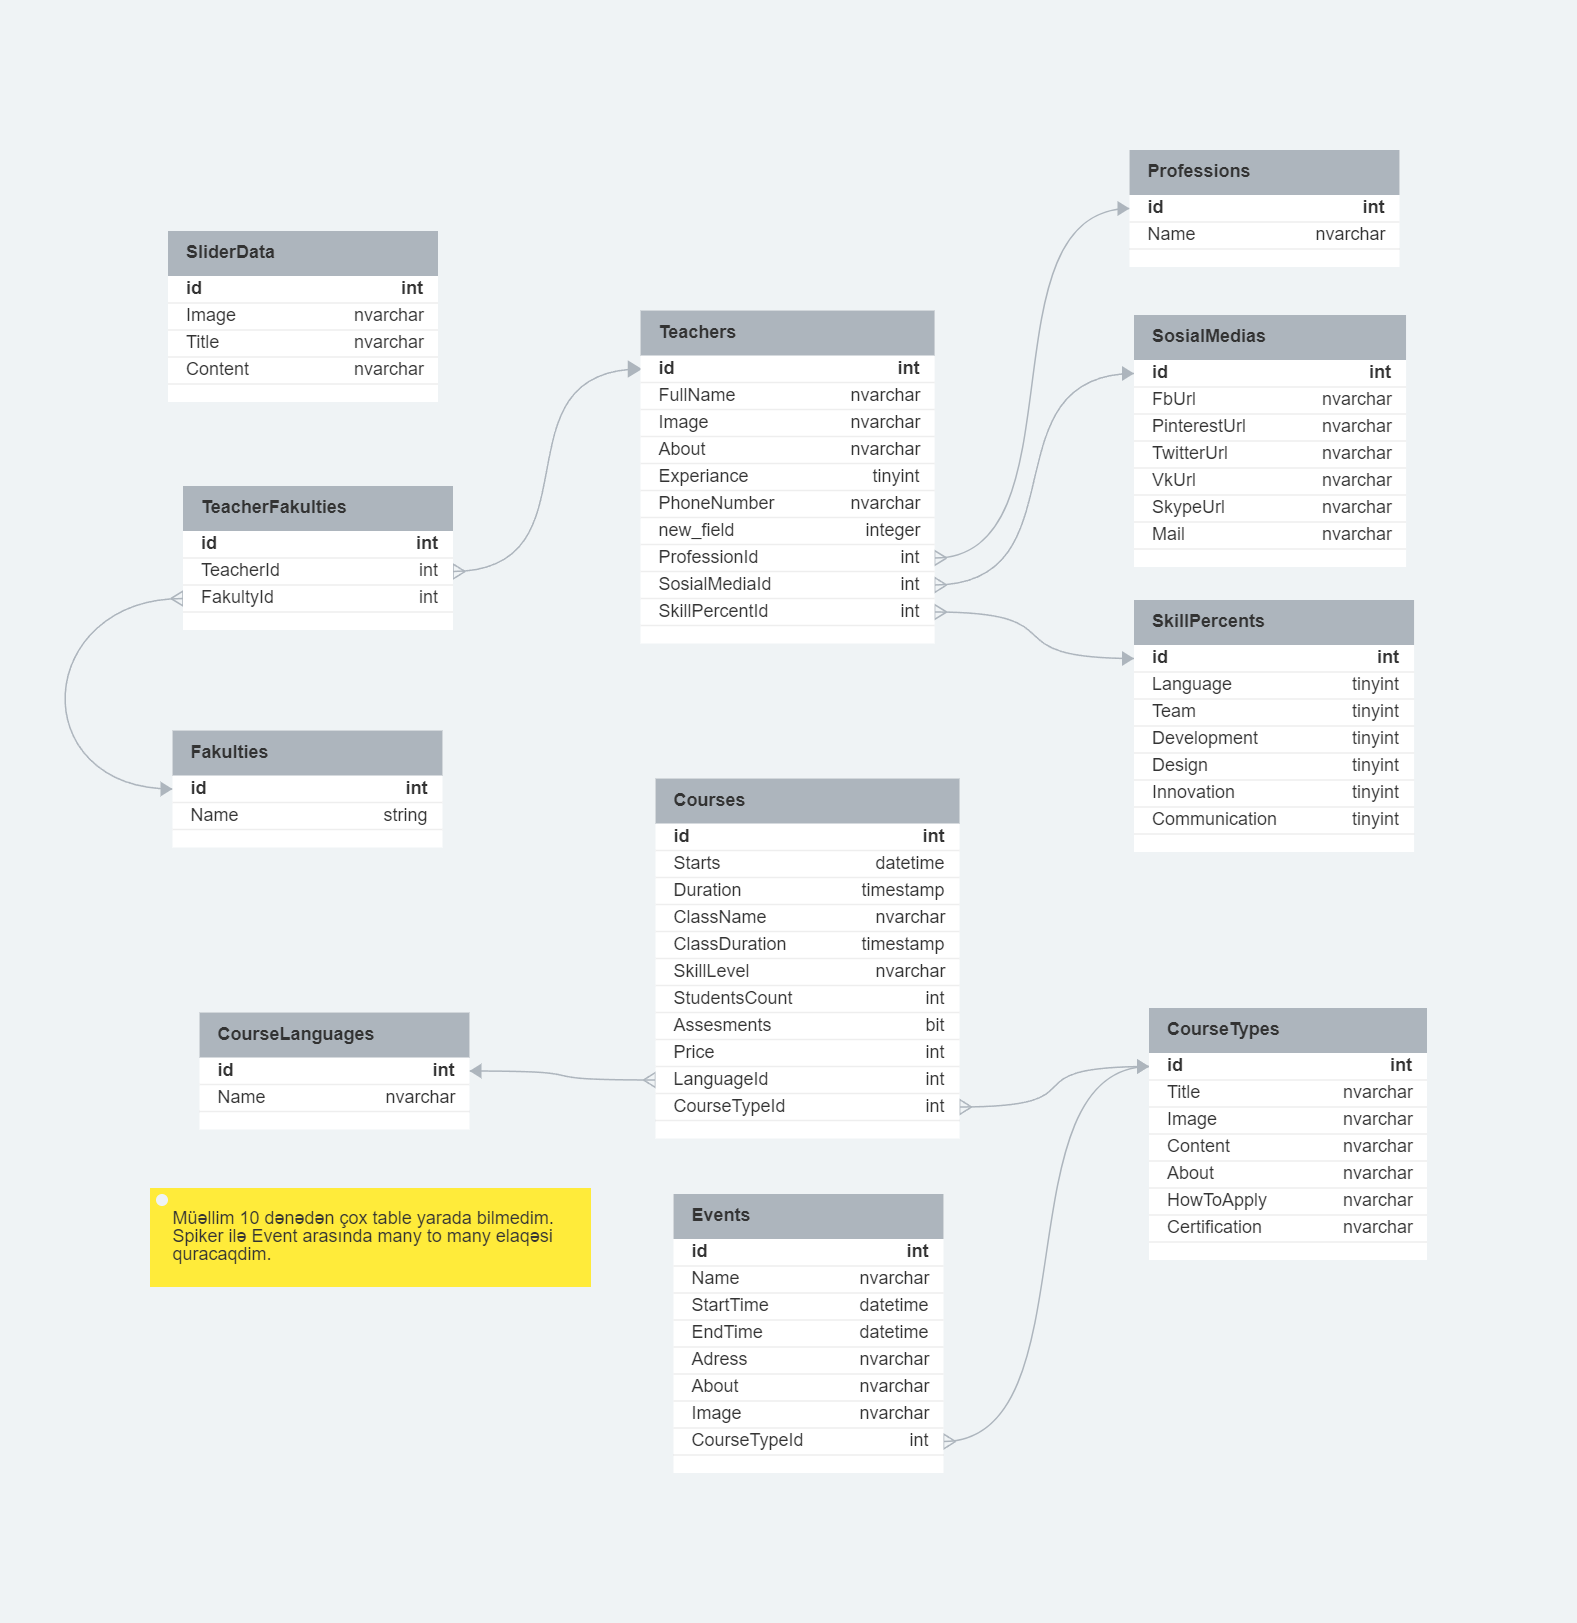 SliderData
id int
Image nvarchar
Title nvarchar
Content nvarchar
TeacherFakulties
id int
TeacherId int
FakultyId int
Fakulties
id int
Name string
CourseLanguages
id int
Name nvarchar
Müəllim 10 dənədən çox table yarada bilmedim.
Spiker ilə Event arasında many to many elaqəsi
quracaqdim.
Teachers
id int
FullName nvarchar
Image nvarchar
About nvarchar
Experiance tinyint
PhoneNumber nvarchar
new_field integer
ProfessionId int
SosialMediaId int
SkillPercentId int
Courses
id int
Starts datetime
Duration timestamp
ClassName nvarchar
ClassDuration timestamp
SkillLevel nvarchar
StudentsCount int
Assesments bit
Price int
LanguageId int
CourseTypeId int
Events
id int
Name nvarchar
StartTime datetime
EndTime datetime
Adress nvarchar
About nvarchar
Image nvarchar
CourseTypeId int
Professions
id int
Name nvarchar
SosialMedias
id int
FbUrl nvarchar
PinterestUrl nvarchar
TwitterUrl nvarchar
VkUrl nvarchar
SkypeUrl nvarchar
Mail nvarchar
SkillPercents
id int
Language tinyint
Team tinyint
Development tinyint
Design tinyint
Innovation tinyint
Communication tinyint
CourseTypes
id int
Title nvarchar
Image nvarchar
Content nvarchar
About nvarchar
HowToApply nvarchar
Certification nvarchar